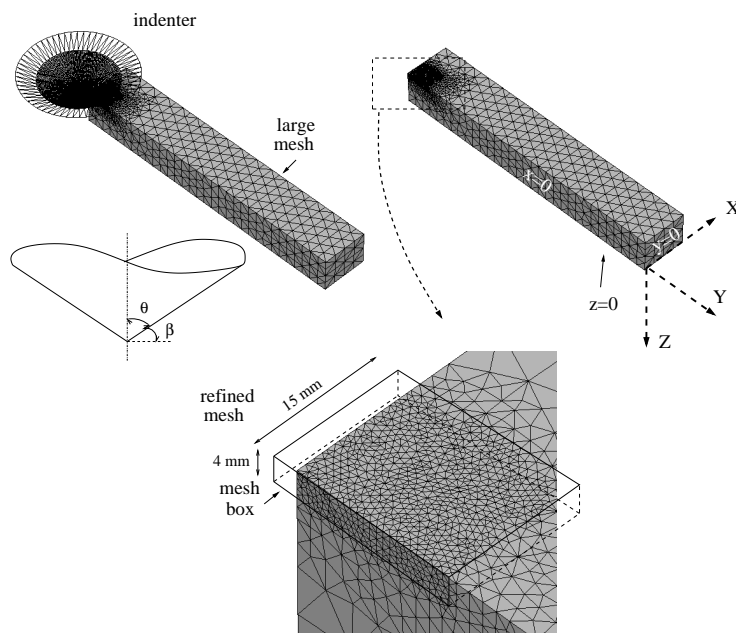 indenter
large
mesh
x=0
y=0
X
Y
Z
z=0
θ
β
refined
mesh
15 mm
4 mm
mesh
box